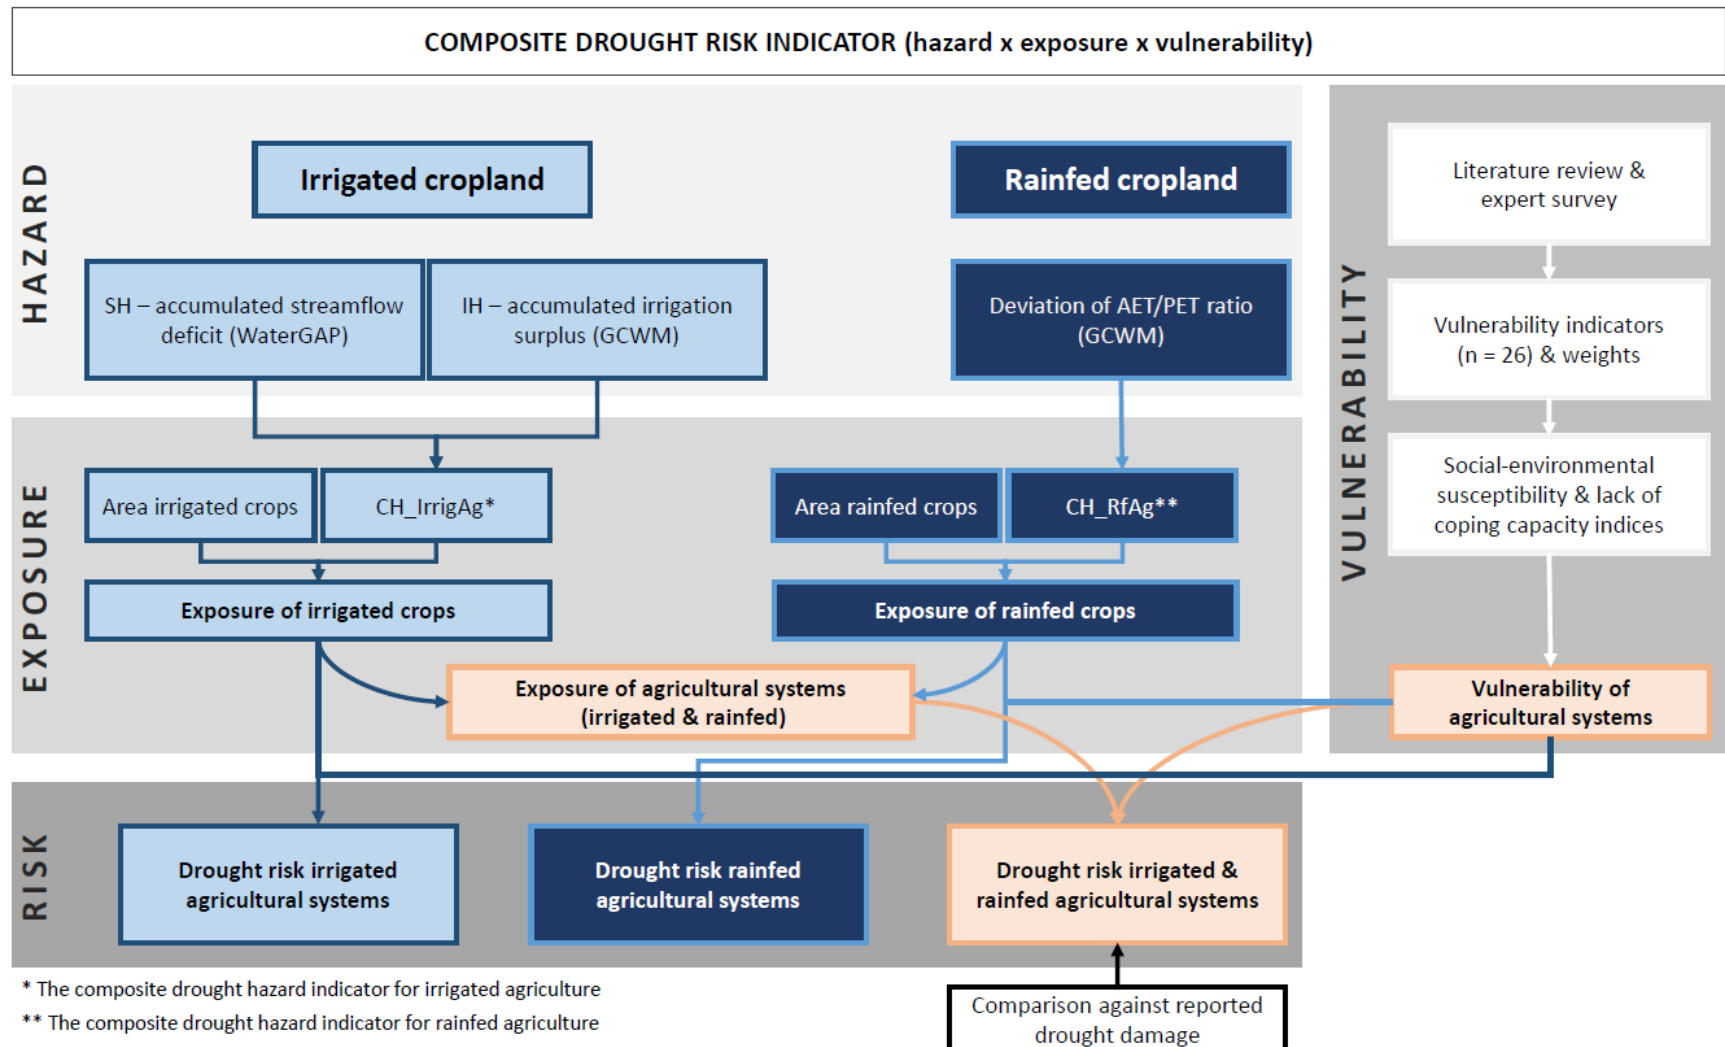 COMPOSITE DROUGHT RISK INDICATOR (hazard x exposure x vulnerability)
HAZARD
Irrigated cropland
Rainfed cropland
SH – accumulated streamflow
deficit (WaterGAP)
IH – accumulated irrigation
surplus (GCWM)
Deviation of AET/PET ratio
(GCWM)
VULNERABILITY
Literature review &
expert survey
Vulnerability indicators
(n = 26) & weights
Social-environmental
susceptibility & lack of
coping capacity indices
Vulnerability of
agricultural systems
EXPOSURE
Area irrigated crops
CH_IrrigAg*
Area rainfed crops
CH_RfAg**
Exposure of irrigated crops
Exposure of rainfed crops
Exposure of agricultural systems
(irrigated & rainfed)
RISK
Drought risk irrigated
agricultural systems
Drought risk rainfed
agricultural systems
Drought risk irrigated &
rainfed agricultural systems
* The composite drought hazard indicator for irrigated agriculture
** The composite drought hazard indicator for rainfed agriculture
Comparison against reported
drought damage